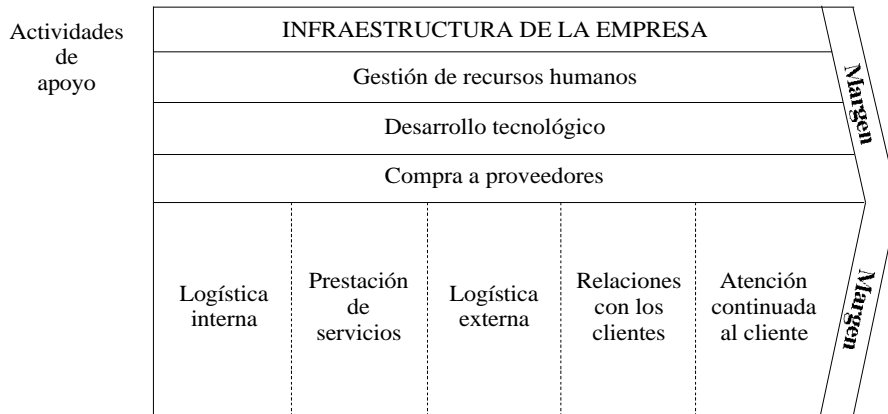 Actividades
de
apoyo
INFRAESTRUCTURA DE LA EMPRESA
Gestión de recursos humanos
Desarrollo tecnológico
Compra a proveedores
Margen
Logística
interna
Prestación
de
servicios
Logística
externa
Relaciones
con los
clientes
Atención
continuada
al cliente
Margen